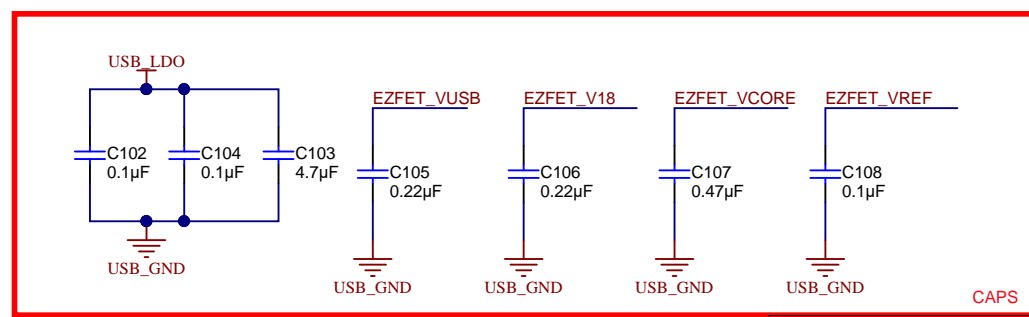 USB_LDO
C102
0.1µF
C104
0.1µF
C103
4.7µF
USB_GND
EZFET_VUSB
C105
0.22µF
USB_GND
EZFET_V18
C106
0.22µF
USB_GND
EZFET_VCORE
C107
0.47µF
USB_GND
EZFET_VREF
C108
0.1µF
USB_GND
CAPS